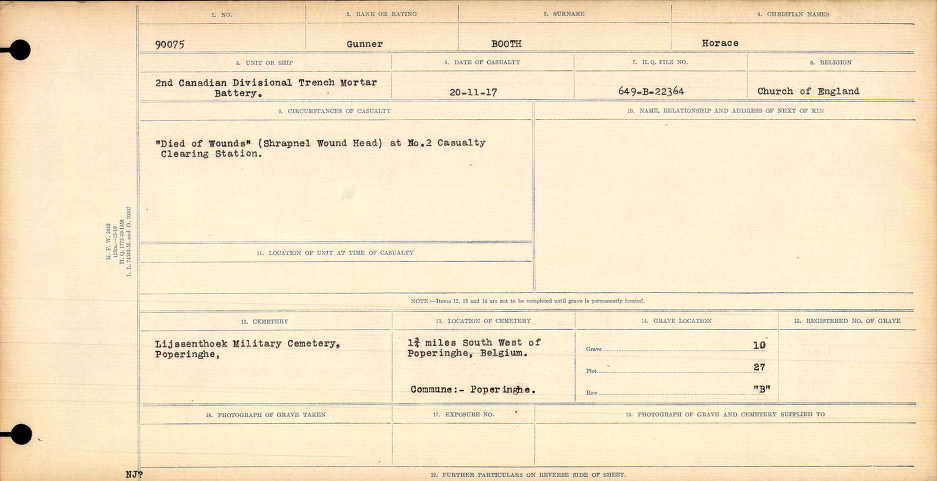 1. NO.
2. RANK OR RATING
3. SURNAME
4. CHRISTIAN NAMES
90075
Gunner
BOOTH
Horace
5. UNIT OR SHIP
6. DATE OF CASUALTY
7. H.Q. FILE NO.
8. RELIGION
2nd Canadian Divisional Trench Mortar
Battery.
20-11-17
649-B-22364
Church of England
9. CIRCUMSTANCES OF CASUALTY
10. NAME, RELATIONSHIP AND ADDRESS OF NEXT OF KIN
"Died of Wounds" (Shrapnel Wound Head) at No.2 Casualty
Clearing Station.
11. LOCATION OF UNIT AT TIME OF CASUALTY
NOTE:—Items 12, 13 and 14 are not to be completed until grave is permanently located.
12. CEMETERY
13. LOCATION OF CEMETERY
14. GRAVE LOCATION
15. REGISTERED NO. OF GRAVE
Lijssenthoek Military Cemetery,
Poperinghe,
1¾ miles South West of
Poperinghe, Belgium.
Commune:- Poperinghe.
Grave 10
Plot 27
Row "B"
16. PHOTOGRAPH OF GRAVE TAKEN
17. EXPOSURE NO.
18. PHOTOGRAPH OF GRAVE AND CEMETERY SUPPLIED TO
19. FURTHER PARTICULARS ON REVERSE SIDE OF SHEET.